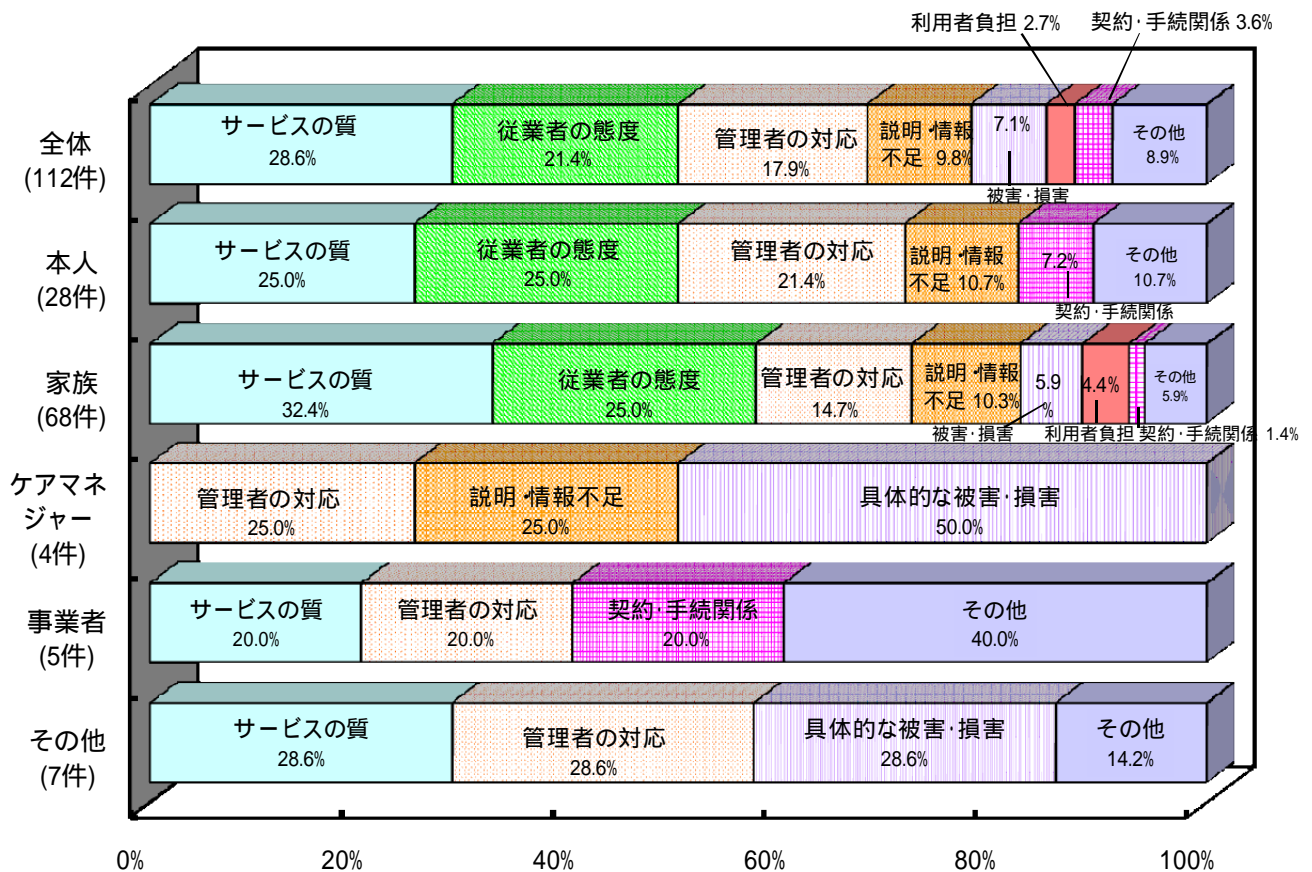 利用者負担 2.7% 契約・手続関係 3.6%
全体
(112件)
サービスの質
28.6%
従業者の態度
21.4%
管理者の対応
17.9%
説明・情報
不足 9.8%
7.1%
被害・損害
その他
8.9%
本人
(28件)
サービスの質
25.0%
従業者の態度
25.0%
管理者の対応
21.4%
説明・情報
不足 10.7%
7.2%
契約・手続関係
その他
10.7%
家族
(68件)
サービスの質
32.4%
従業者の態度
25.0%
管理者の対応
14.7%
説明・情報
不足 10.3%
5.9
%
被害・損害
4.4%
利用者負担
契約・手続関係 1.4%
その他
5.9%
ケアマネ
ジャー
(4件)
管理者の対応
25.0%
説明・情報不足
25.0%
具体的な被害・損害
50.0%
事業者
(5件)
サービスの質
20.0%
管理者の対応
20.0%
契約・手続関係
20.0%
その他
40.0%
その他
(7件)
サービスの質
28.6%
管理者の対応
28.6%
具体的な被害・損害
28.6%
その他
14.2%
0% 20% 40% 60% 80% 100%